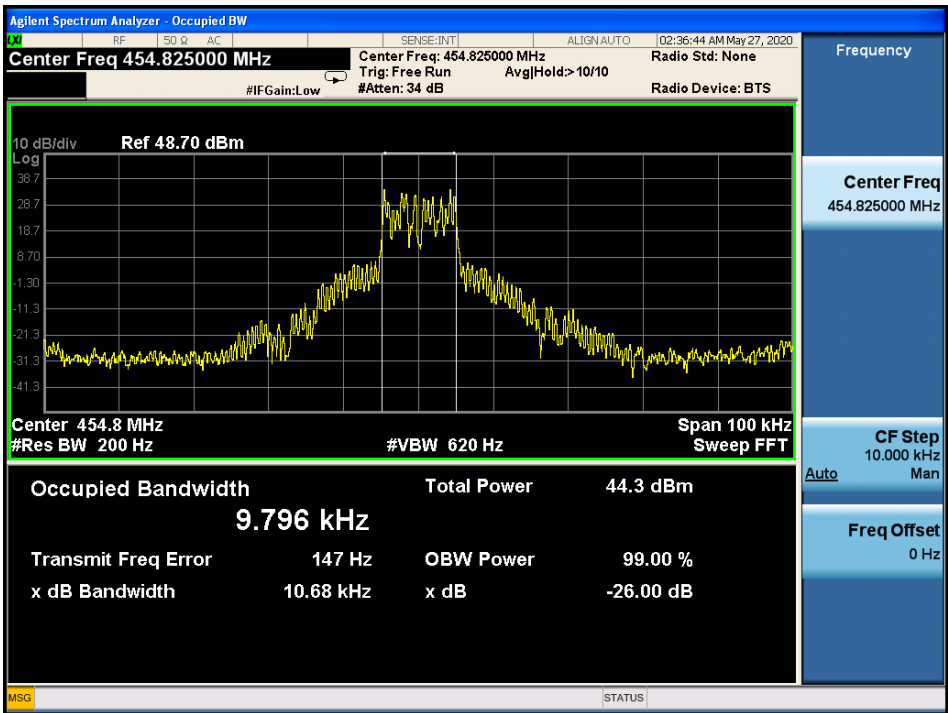 Agilent Spectrum Analyzer - Occupied BW
LXI RF 50 Ω AC SENSE:INT ALIGN AUTO 02:36:44 AM May 27, 2020
Center Freq 454.825000 MHz
Center Freq: 454.825000 MHz Radio Std: None
Trig: Free Run Avg|Hold:> 10/10
#IFGain:Low #Atten: 34 dB Radio Device: BTS
10 dB/div Ref 48.70 dBm
Log
38.7
28.7
18.7
8.70
-1.30
-11.3
-21.3
-31.3
-41.3
Center 454.8 MHz Span 100 kHz
#Res BW 200 Hz #VBW 620 Hz Sweep FFT
Occupied Bandwidth Total Power 44.3 dBm
9.796 kHz
Transmit Freq Error 147 Hz OBW Power 99.00 %
x dB Bandwidth 10.68 kHz x dB -26.00 dB
Frequency
Center Freq
454.825000 MHz
CF Step
10.000 kHz
Auto Man
Freq Offset
0 Hz
MSG STATUS